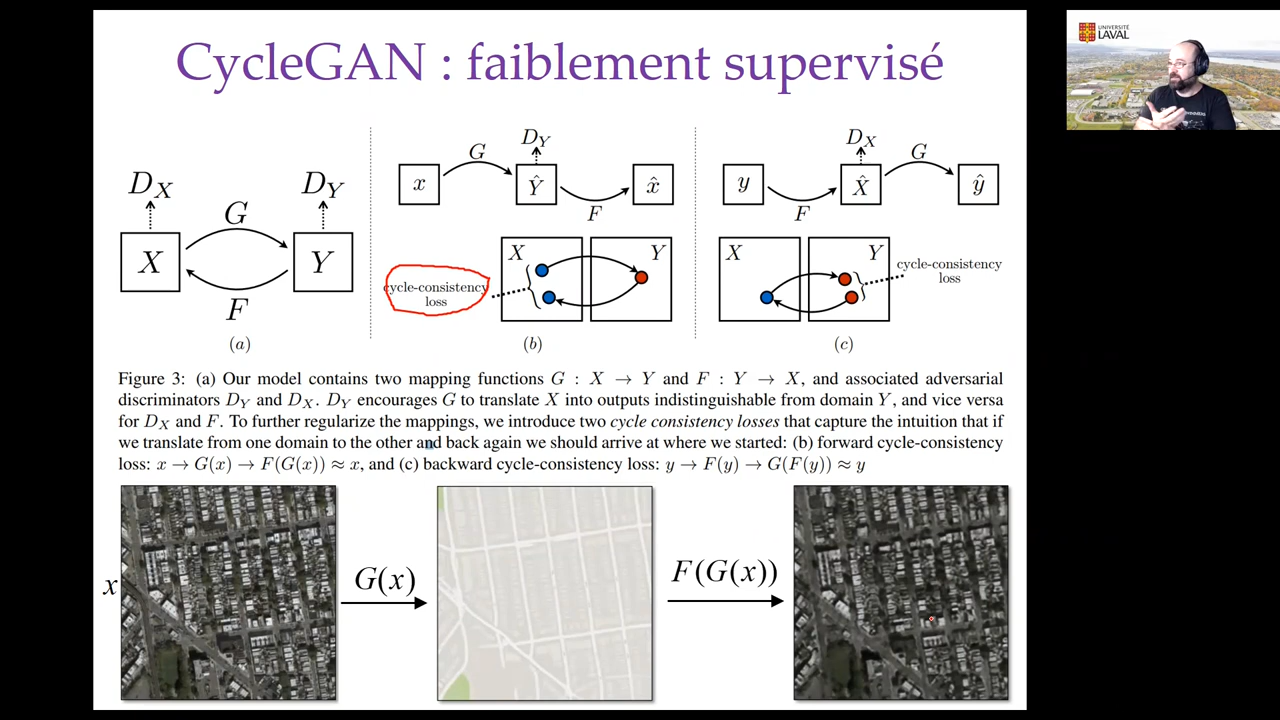 CycleGAN : faiblement supervisé
UNIVERSITÉ
LAVAL
D_X
D_Y
G
X
Y
F
(a)
D_Y
x
G
Ŷ
F
x̂
X
Y
cycle-consistency
loss
(b)
D_X
y
F
X̂
G
ŷ
X
Y
cycle-consistency
loss
(c)
Figure 3: (a) Our model contains two mapping functions G : X → Y and F : Y → X, and associated adversarial
discriminators D_Y and D_X. D_Y encourages G to translate X into outputs indistinguishable from domain Y, and vice versa
for D_X and F. To further regularize the mappings, we introduce two cycle consistency losses that capture the intuition that if
we translate from one domain to the other and back again we should arrive at where we started: (b) forward cycle-consistency
loss: x → G(x) → F(G(x)) ≈ x, and (c) backward cycle-consistency loss: y → F(y) → G(F(y)) ≈ y
x
G(x)
F(G(x))